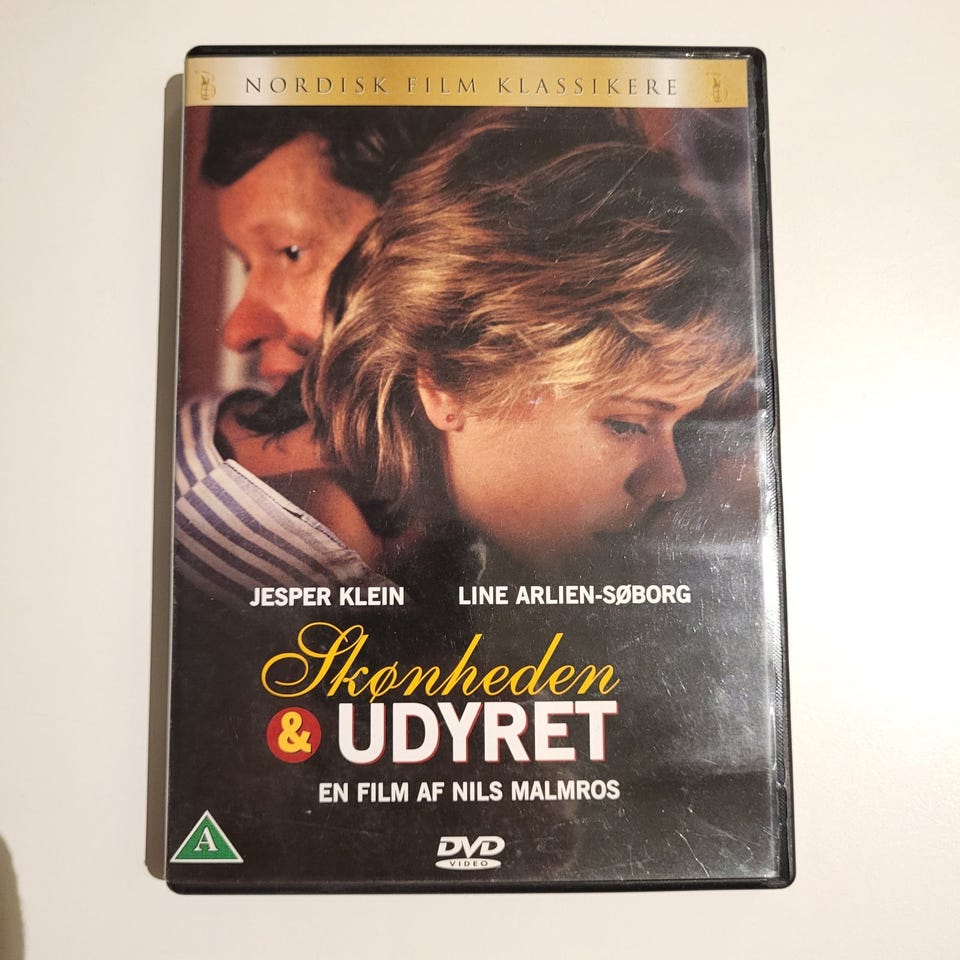 NORDISK FILM KLASSIKERE
JESPER KLEIN LINE ARLIEN-SØBORG
Skønheden
& UDYRET
EN FILM AF NILS MALMROS
A
DVD
VIDEO